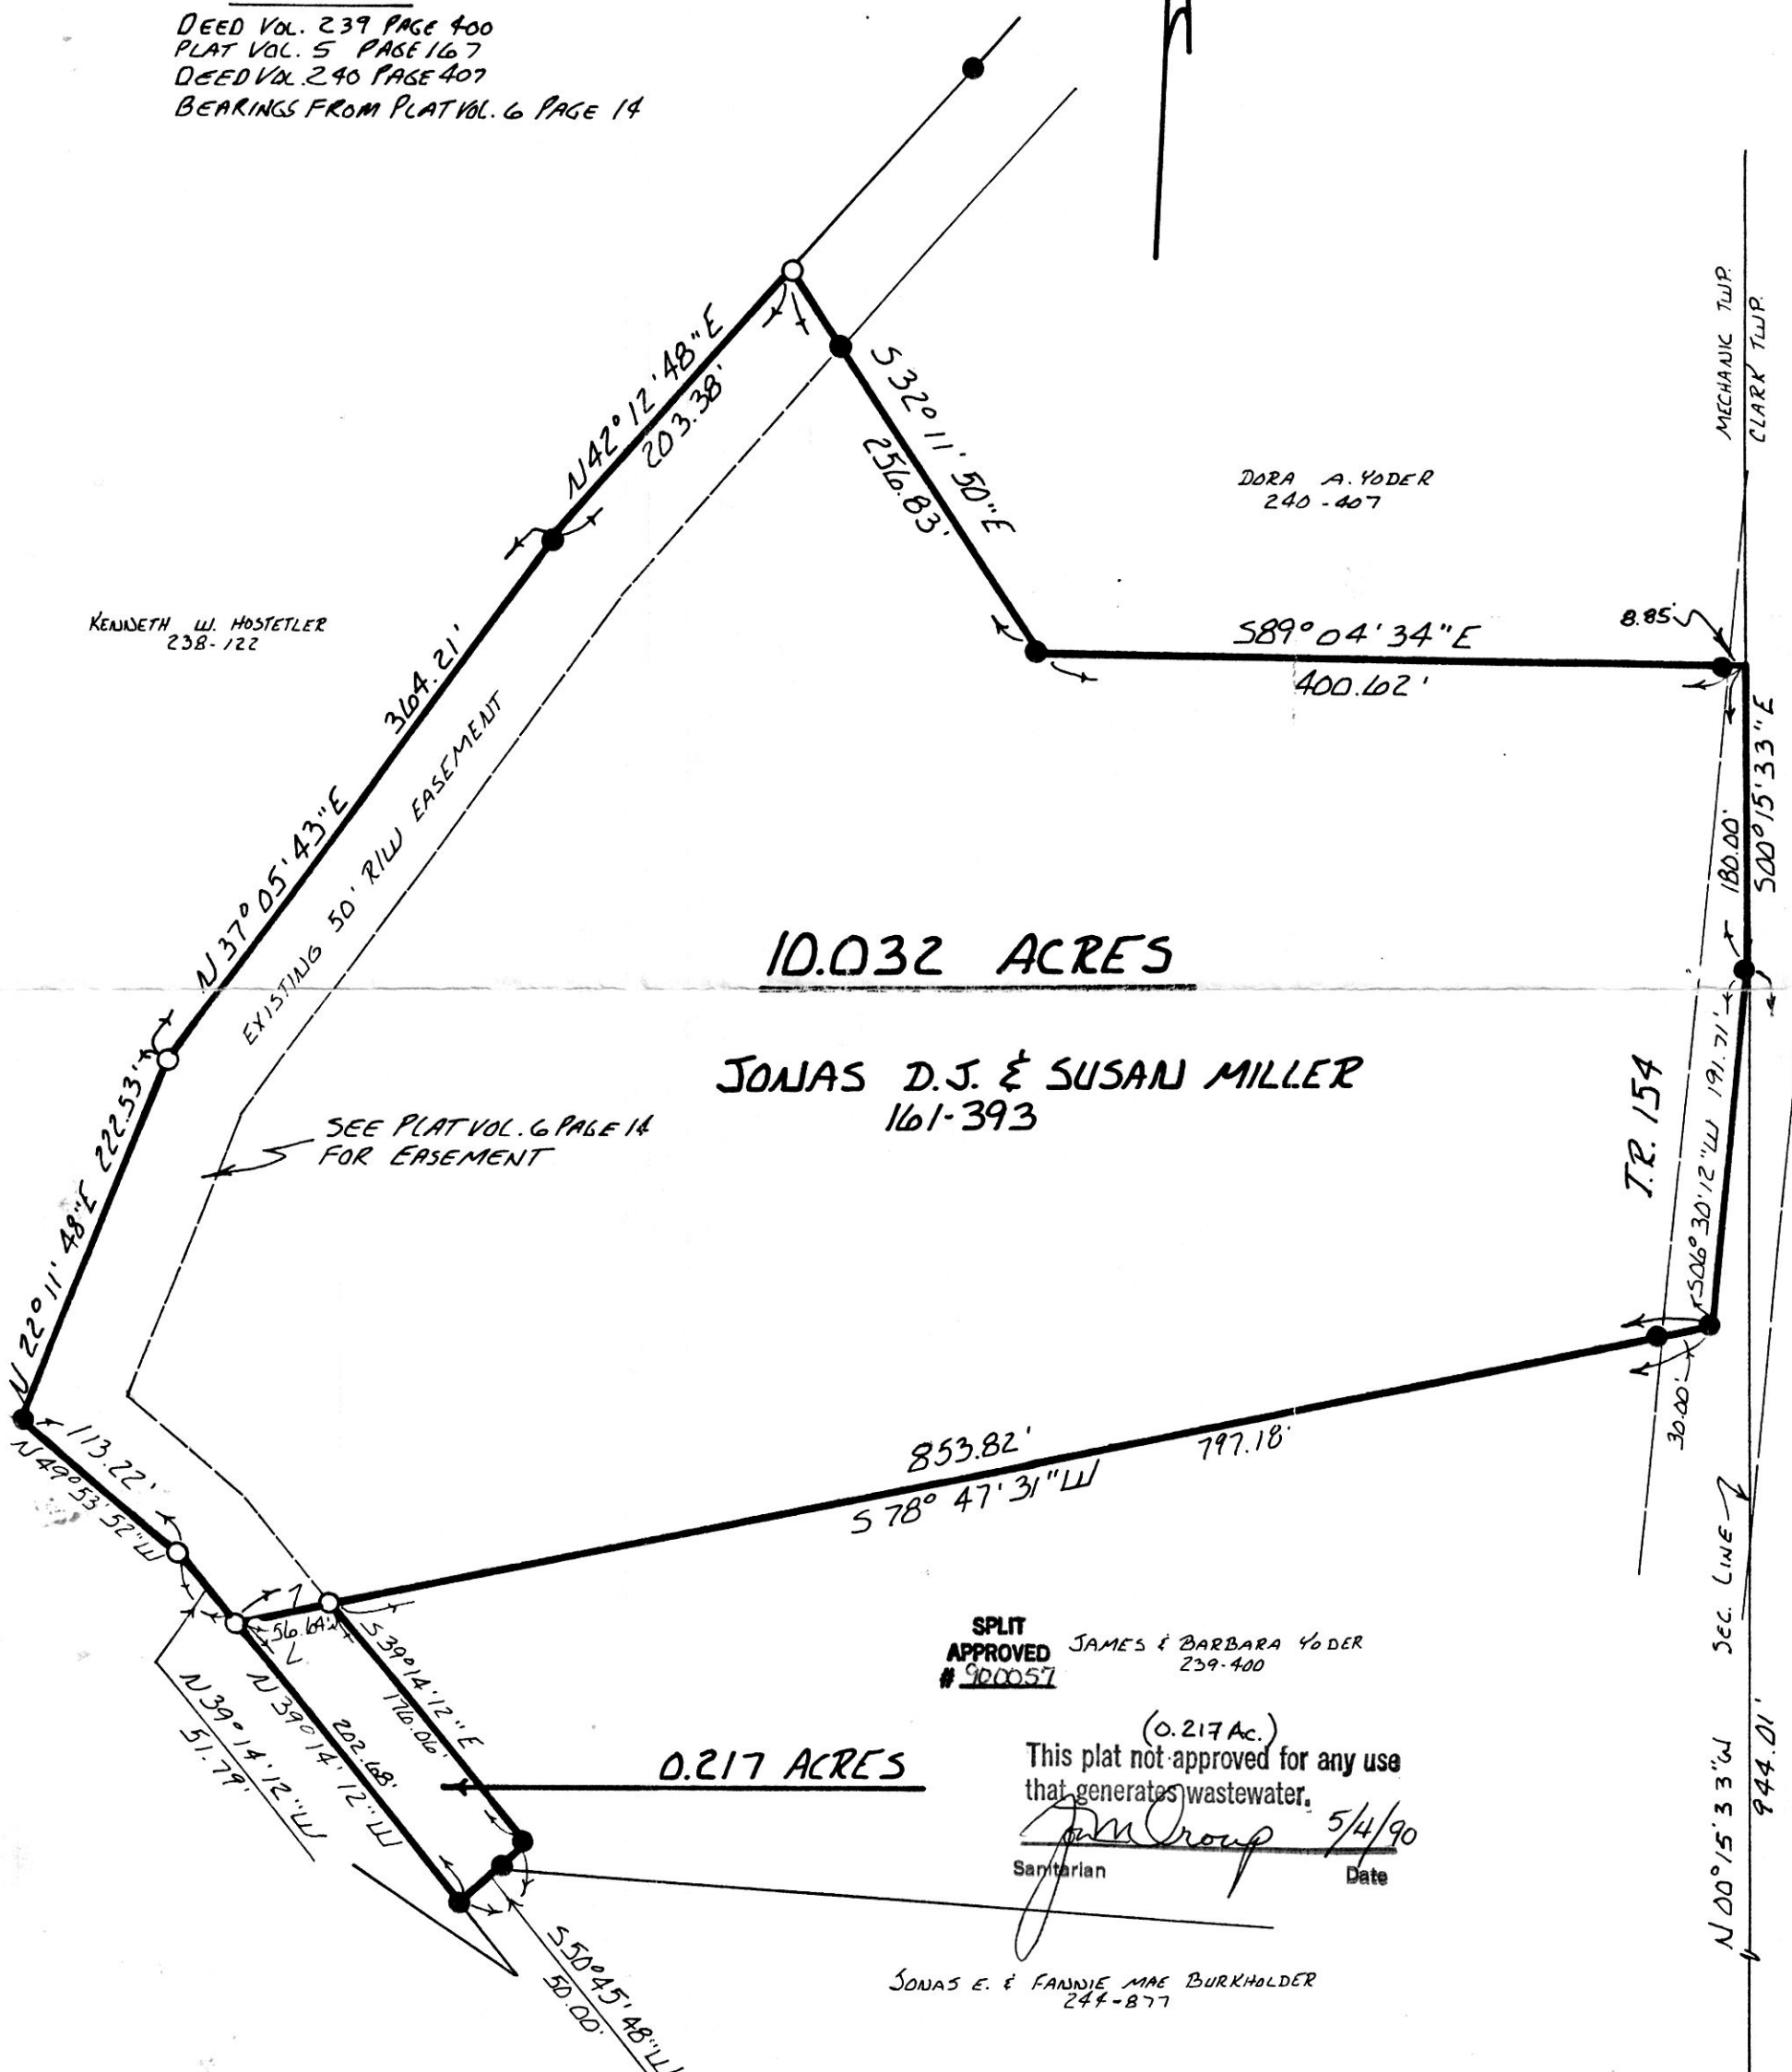 DEED VOL. 239 PAGE 400
PLAT VOL. 5 PAGE 167
DEED VOL. 240 PAGE 407
BEARINGS FROM PLAT VOL. 6 PAGE 14
MECHANIC TWP.
CLARK TWP.
N42°12'48"E
203.38'
S32°11'50"E
256.83'
DORA A. YODER
240-407
KENNETH W. HOSTETLER
238-122
8.85'
S89°04'34"E
400.62'
364.21'
N37°05'43"E
EXISTING 50' R/W EASEMENT
180.00'
S00°15'33"E
10.032 ACRES
JONAS D.J. & SUSAN MILLER
161-393
SEE PLAT VOL. 6 PAGE 14
FOR EASEMENT
N22°11'48"E 222.53'
T.R. 154
S06°30'12"W 191.71'
30.00'
113.22'
N49°53'52"W
853.82'
797.18'
S78°47'31"W
SEC. LINE
56.64'
S39°14'12"E
176.06'
N39°14'12"W
202.68'
N39°14'12"W
51.79'
SPLIT
APPROVED
# 900057
JAMES & BARBARA YODER
239-400
0.217 ACRES
(0.217 Ac.)
This plat not approved for any use
that generates wastewater.
5/4/90
Sanitarian Date
N00°15'33"W
944.01'
S50°45'48"W
50.00'
JONAS E. & FANNIE MAE BURKHOLDER
244-877